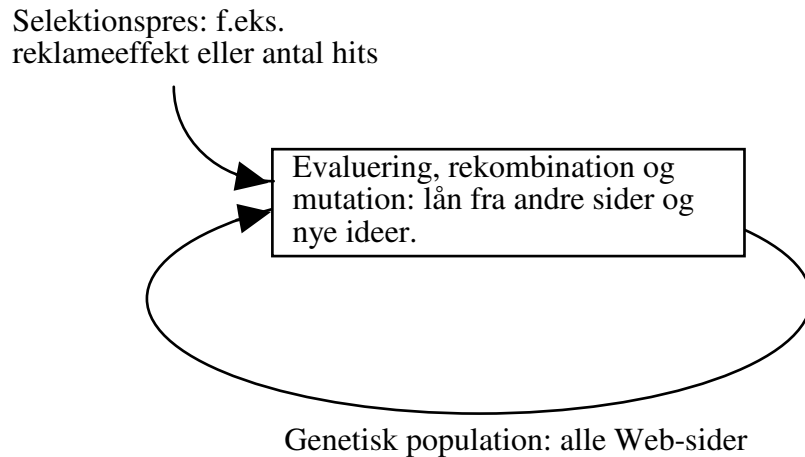 Selektionspres: f.eks.
reklameeffekt eller antal hits
Evaluering, rekombination og
mutation: lån fra andre sider og
nye ideer.
Genetisk population: alle Web-sider